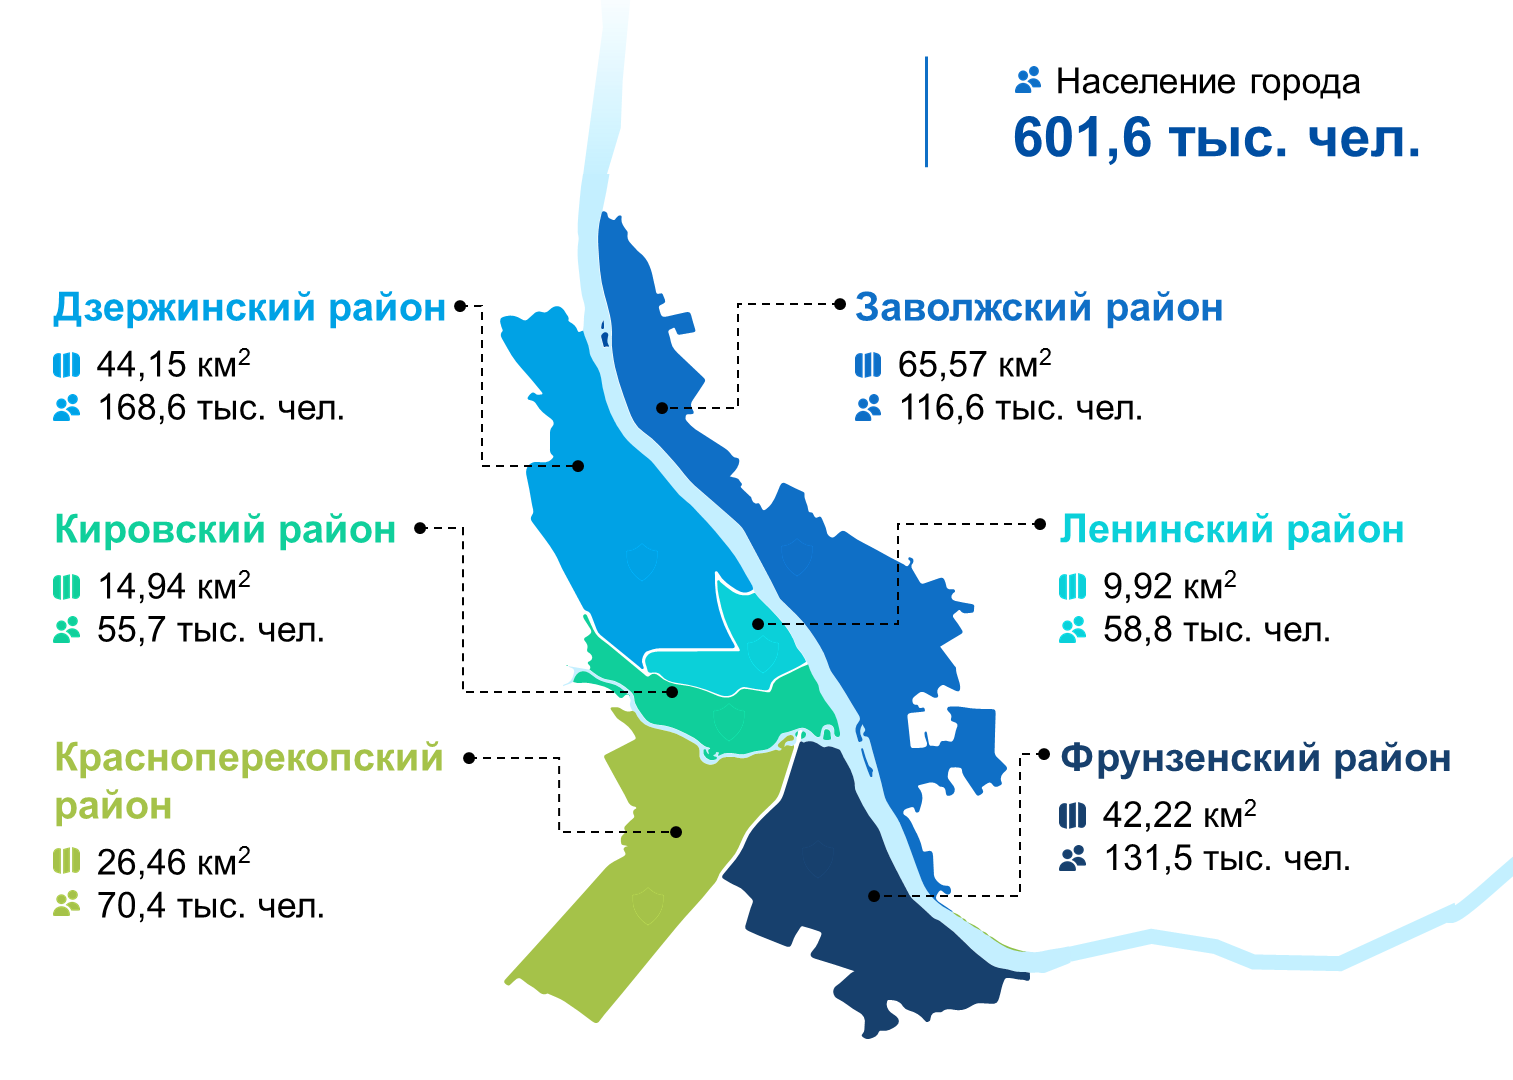 Население города
601,6 тыс. чел.
Дзержинский район
44,15 км²
168,6 тыс. чел.
Заволжский район
65,57 км²
116,6 тыс. чел.
Кировский район
14,94 км²
55,7 тыс. чел.
Ленинский район
9,92 км²
58,8 тыс. чел.
Красноперекопский
район
26,46 км²
70,4 тыс. чел.
Фрунзенский район
42,22 км²
131,5 тыс. чел.